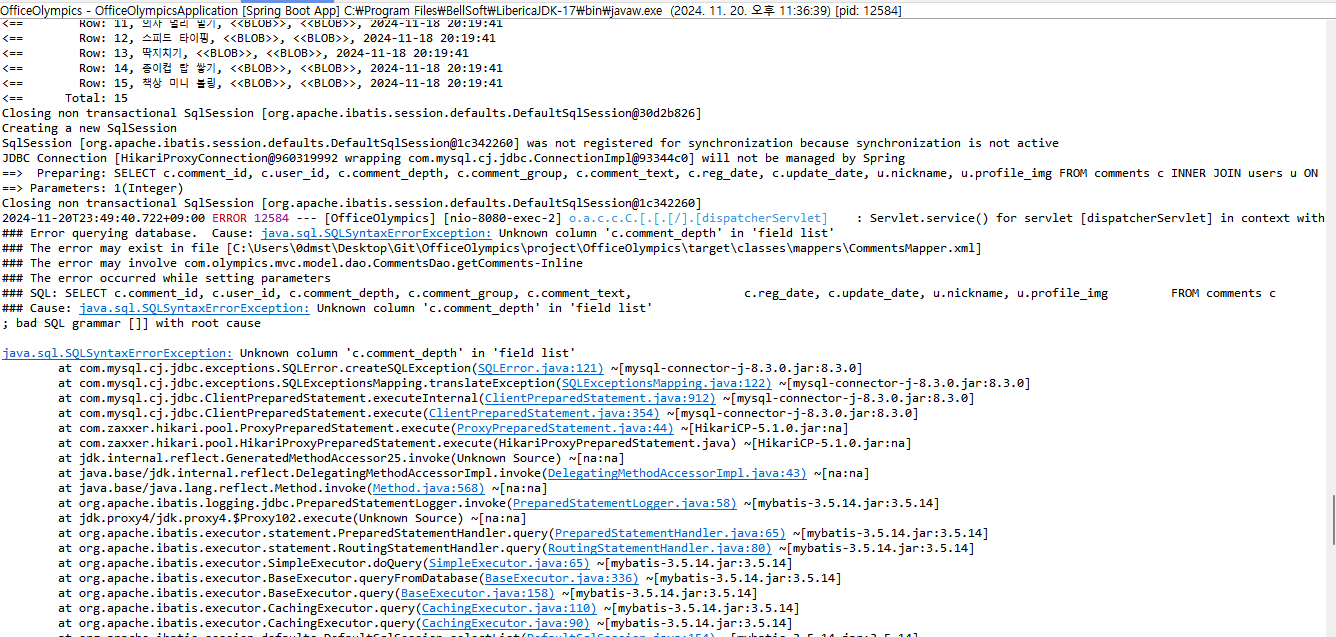 OfficeOlympics - OfficeOlympicsApplication [Spring Boot App] C:₩Program Files₩BellSoft₩LibericaJDK-17₩bin₩javaw.exe (2024. 11. 20. 오후 11:36:39) [pid: 12584]
<== Row: 11, 의자 멀리 밀기, <<BLOB>>, <<BLOB>>, 2024-11-18 20:19:41
<== Row: 12, 스피드 타이핑, <<BLOB>>, <<BLOB>>, 2024-11-18 20:19:41
<== Row: 13, 딱지치기, <<BLOB>>, <<BLOB>>, 2024-11-18 20:19:41
<== Row: 14, 종이컵 탑 쌓기, <<BLOB>>, <<BLOB>>, 2024-11-18 20:19:41
<== Row: 15, 책상 미니 볼링, <<BLOB>>, <<BLOB>>, 2024-11-18 20:19:41
<== Total: 15
Closing non transactional SqlSession [org.apache.ibatis.session.defaults.DefaultSqlSession@30d2b826]
Creating a new SqlSession
SqlSession [org.apache.ibatis.session.defaults.DefaultSqlSession@1c342260] was not registered for synchronization because synchronization is not active
JDBC Connection [HikariProxyConnection@960319992 wrapping com.mysql.cj.jdbc.ConnectionImpl@93344c0] will not be managed by Spring
==> Preparing: SELECT c.comment_id, c.user_id, c.comment_depth, c.comment_group, c.comment_text, c.reg_date, c.update_date, u.nickname, u.profile_img FROM comments c INNER JOIN users u ON
==> Parameters: 1(Integer)
Closing non transactional SqlSession [org.apache.ibatis.session.defaults.DefaultSqlSession@1c342260]
2024-11-20T23:49:40.722+09:00 ERROR 12584 --- [OfficeOlympics] [nio-8080-exec-2] o.a.c.c.C.[.[.[/].[dispatcherServlet] : Servlet.service() for servlet [dispatcherServlet] in context with
### Error querying database. Cause: java.sql.SQLSyntaxErrorException: Unknown column 'c.comment_depth' in 'field list'
### The error may exist in file [C:\Users\0dmst\Desktop\Git\OfficeOlympics\project\OfficeOlympics\target\classes\mappers\CommentsMapper.xml]
### The error may involve com.olympics.mvc.model.dao.CommentsDao.getComments-Inline
### The error occurred while setting parameters
### SQL: SELECT c.comment_id, c.user_id, c.comment_depth, c.comment_group, c.comment_text, c.reg_date, c.update_date, u.nickname, u.profile_img FROM comments c
### Cause: java.sql.SQLSyntaxErrorException: Unknown column 'c.comment_depth' in 'field list'
; bad SQL grammar []] with root cause
java.sql.SQLSyntaxErrorException: Unknown column 'c.comment_depth' in 'field list'
at com.mysql.cj.jdbc.exceptions.SQLError.createSQLException(SQLError.java:121) ~[mysql-connector-j-8.3.0.jar:8.3.0]
at com.mysql.cj.jdbc.exceptions.SQLExceptionsMapping.translateException(SQLExceptionsMapping.java:122) ~[mysql-connector-j-8.3.0.jar:8.3.0]
at com.mysql.cj.jdbc.ClientPreparedStatement.executeInternal(ClientPreparedStatement.java:912) ~[mysql-connector-j-8.3.0.jar:8.3.0]
at com.mysql.cj.jdbc.ClientPreparedStatement.execute(ClientPreparedStatement.java:354) ~[mysql-connector-j-8.3.0.jar:8.3.0]
at com.zaxxer.hikari.pool.ProxyPreparedStatement.execute(ProxyPreparedStatement.java:44) ~[HikariCP-5.1.0.jar:na]
at com.zaxxer.hikari.pool.HikariProxyPreparedStatement.execute(HikariProxyPreparedStatement.java) ~[HikariCP-5.1.0.jar:na]
at jdk.internal.reflect.GeneratedMethodAccessor25.invoke(Unknown Source) ~[na:na]
at java.base/jdk.internal.reflect.DelegatingMethodAccessorImpl.invoke(DelegatingMethodAccessorImpl.java:43) ~[na:na]
at java.base/java.lang.reflect.Method.invoke(Method.java:568) ~[na:na]
at org.apache.ibatis.logging.jdbc.PreparedStatementLogger.invoke(PreparedStatementLogger.java:58) ~[mybatis-3.5.14.jar:3.5.14]
at jdk.proxy4/jdk.proxy4.$Proxy102.execute(Unknown Source) ~[na:na]
at org.apache.ibatis.executor.statement.PreparedStatementHandler.query(PreparedStatementHandler.java:65) ~[mybatis-3.5.14.jar:3.5.14]
at org.apache.ibatis.executor.statement.RoutingStatementHandler.query(RoutingStatementHandler.java:80) ~[mybatis-3.5.14.jar:3.5.14]
at org.apache.ibatis.executor.SimpleExecutor.doQuery(SimpleExecutor.java:65) ~[mybatis-3.5.14.jar:3.5.14]
at org.apache.ibatis.executor.BaseExecutor.queryFromDatabase(BaseExecutor.java:336) ~[mybatis-3.5.14.jar:3.5.14]
at org.apache.ibatis.executor.BaseExecutor.query(BaseExecutor.java:158) ~[mybatis-3.5.14.jar:3.5.14]
at org.apache.ibatis.executor.CachingExecutor.query(CachingExecutor.java:110) ~[mybatis-3.5.14.jar:3.5.14]
at org.apache.ibatis.executor.CachingExecutor.query(CachingExecutor.java:90) ~[mybatis-3.5.14.jar:3.5.14]
at org.apache.ibatis.session.defaults.DefaultSqlSession.selectList(DefaultSqlSession.java:154) ~[mybatis-3.5.14.jar:3.5.14]